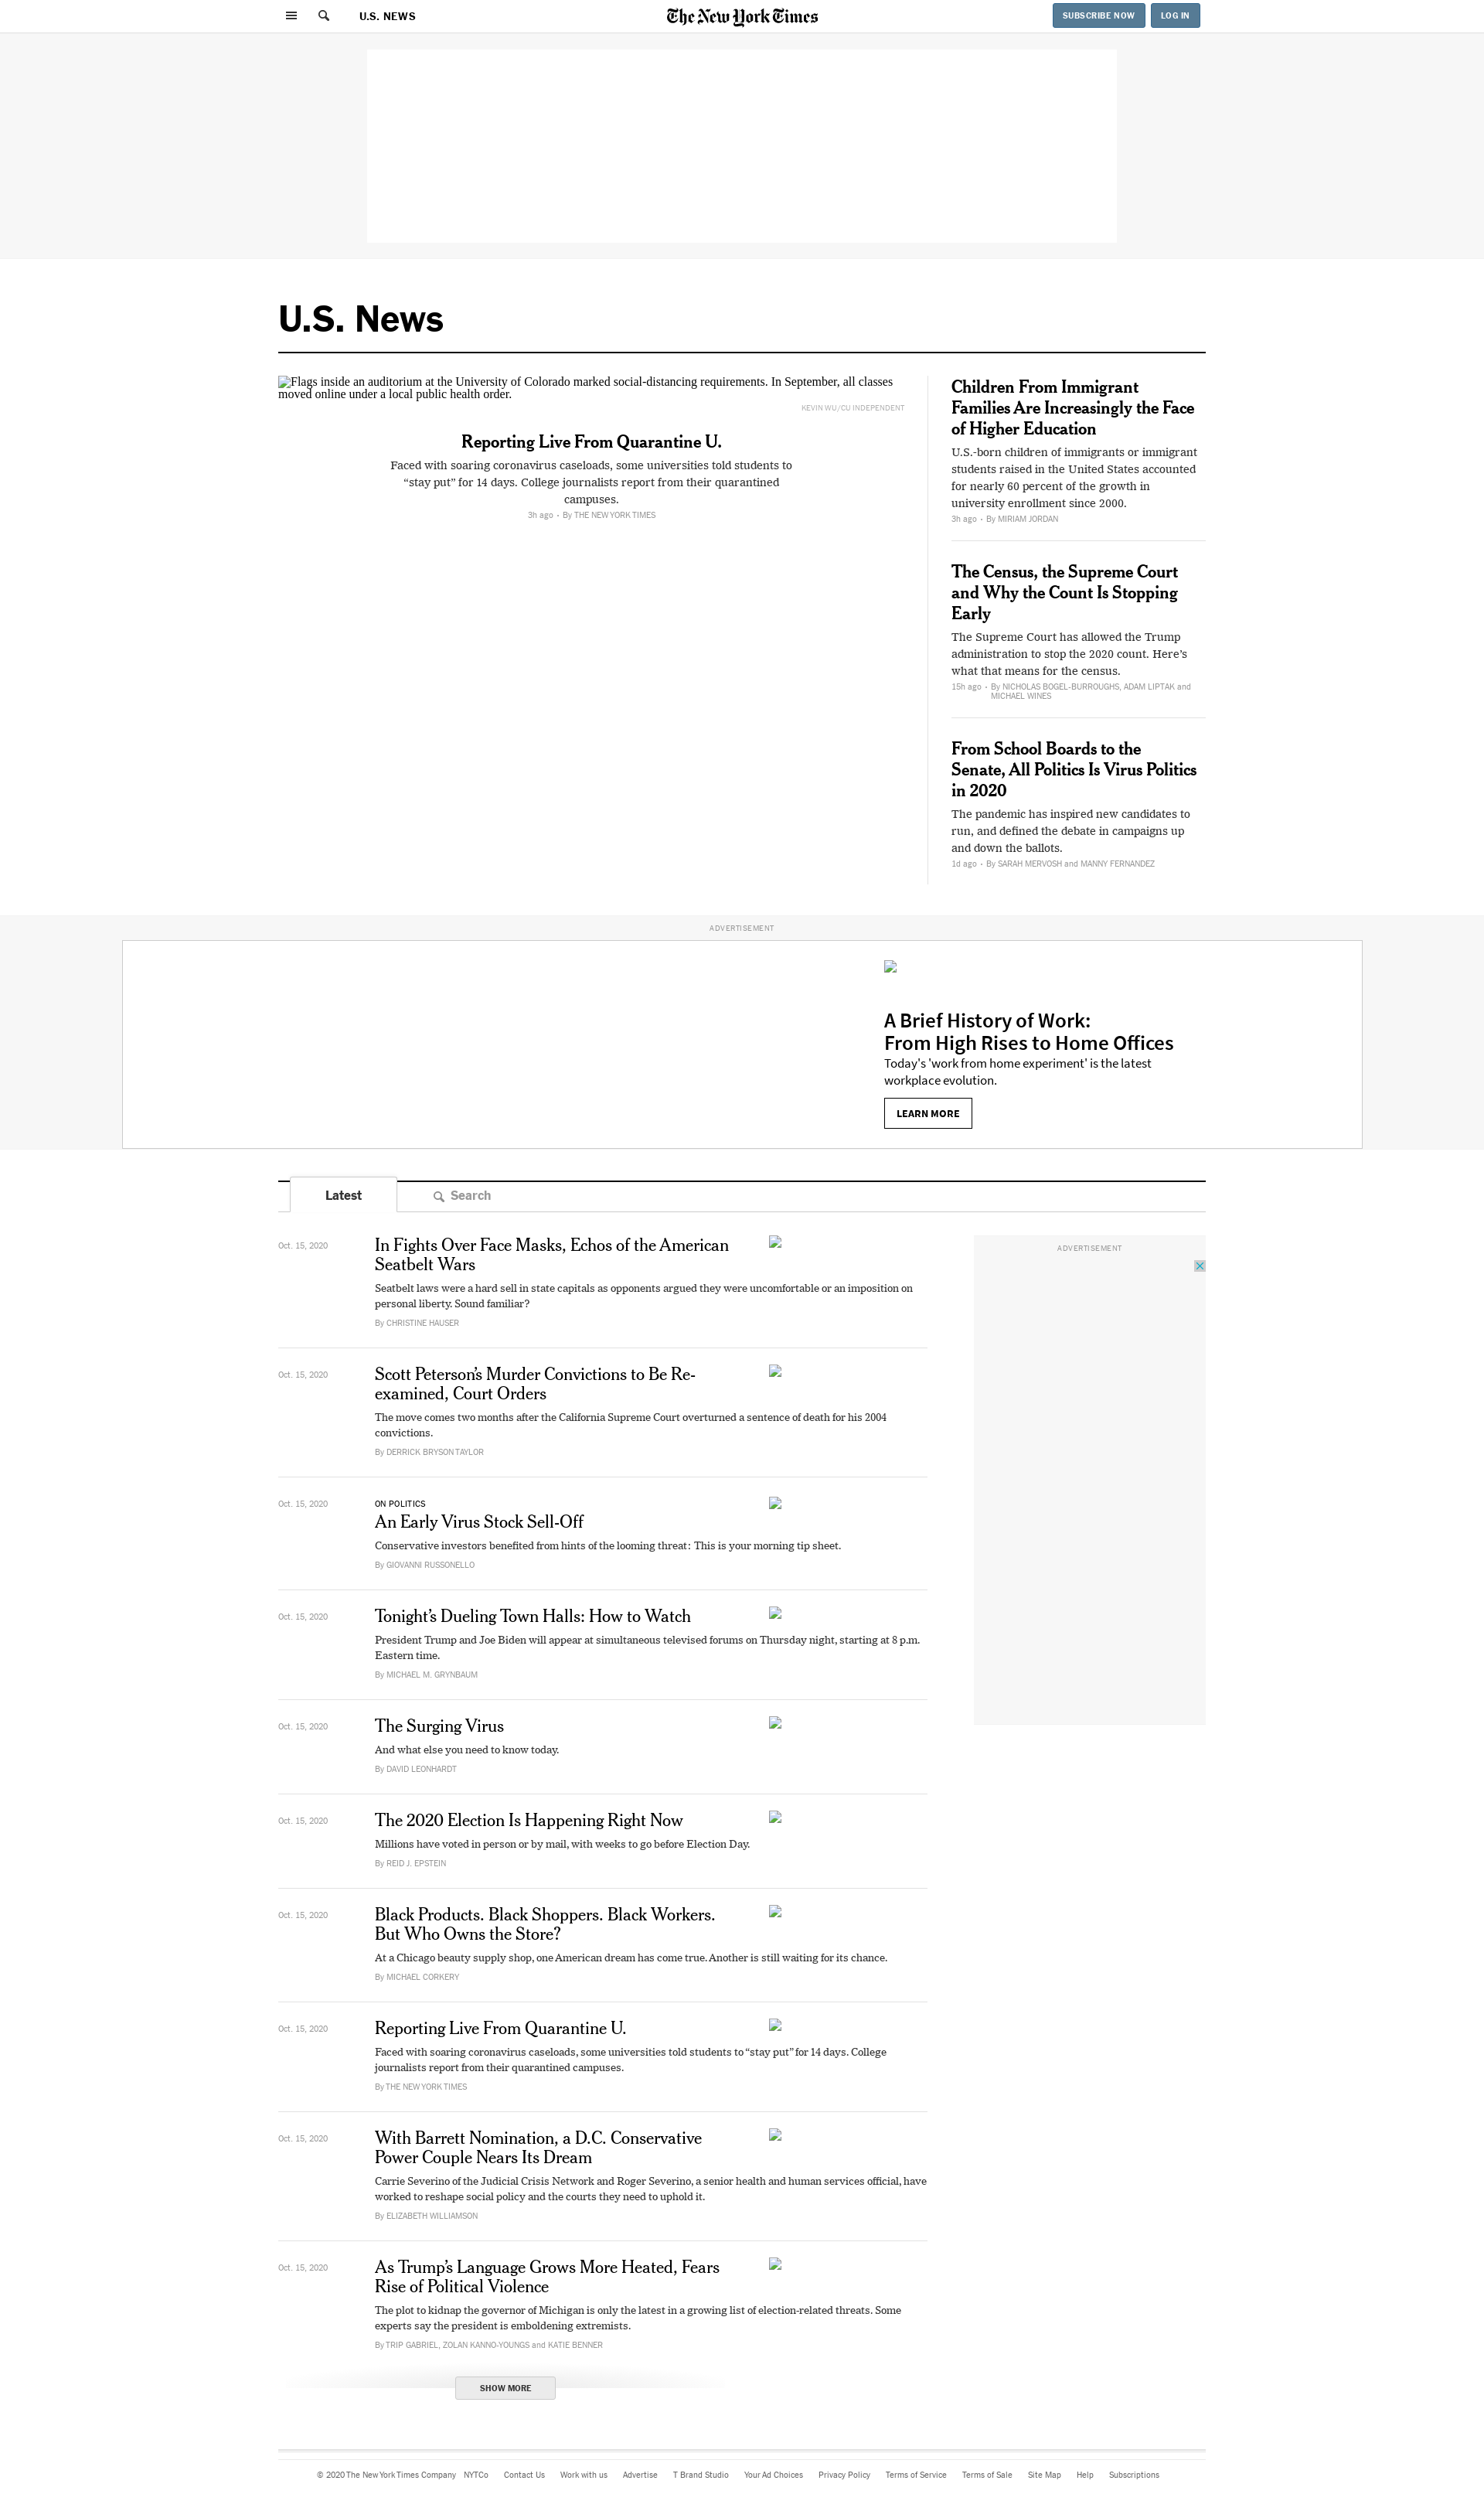 U.S. NEWS
The New York Times
SUBSCRIBE NOW
LOG IN
U.S. News
Flags inside an auditorium at the University of Colorado marked social-distancing requirements. In September, all classes
moved online under a local public health order.
KEVIN WU/CU INDEPENDENT
Reporting Live From Quarantine U.
Faced with soaring coronavirus caseloads, some universities told students to
“stay put” for 14 days. College journalists report from their quarantined
campuses.
3h ago • By THE NEW YORK TIMES
Children From Immigrant
Families Are Increasingly the Face
of Higher Education
U.S.-born children of immigrants or immigrant
students raised in the United States accounted
for nearly 60 percent of the growth in
university enrollment since 2000.
3h ago • By MIRIAM JORDAN
The Census, the Supreme Court
and Why the Count Is Stopping
Early
The Supreme Court has allowed the Trump
administration to stop the 2020 count. Here’s
what that means for the census.
15h ago • By NICHOLAS BOGEL-BURROUGHS, ADAM LIPTAK and
MICHAEL WINES
From School Boards to the
Senate, All Politics Is Virus Politics
in 2020
The pandemic has inspired new candidates to
run, and defined the debate in campaigns up
and down the ballots.
1d ago • By SARAH MERVOSH and MANNY FERNANDEZ
ADVERTISEMENT
A Brief History of Work:
From High Rises to Home Offices
Today's 'work from home experiment' is the latest
workplace evolution.
LEARN MORE
Latest
Search
Oct. 15, 2020
In Fights Over Face Masks, Echos of the American
Seatbelt Wars
Seatbelt laws were a hard sell in state capitals as opponents argued they were uncomfortable or an imposition on
personal liberty. Sound familiar?
By CHRISTINE HAUSER
ADVERTISEMENT
Oct. 15, 2020
Scott Peterson’s Murder Convictions to Be Re-
examined, Court Orders
The move comes two months after the California Supreme Court overturned a sentence of death for his 2004
convictions.
By DERRICK BRYSON TAYLOR
Oct. 15, 2020
ON POLITICS
An Early Virus Stock Sell-Off
Conservative investors benefited from hints of the looming threat: This is your morning tip sheet.
By GIOVANNI RUSSONELLO
Oct. 15, 2020
Tonight’s Dueling Town Halls: How to Watch
President Trump and Joe Biden will appear at simultaneous televised forums on Thursday night, starting at 8 p.m.
Eastern time.
By MICHAEL M. GRYNBAUM
Oct. 15, 2020
The Surging Virus
And what else you need to know today.
By DAVID LEONHARDT
Oct. 15, 2020
The 2020 Election Is Happening Right Now
Millions have voted in person or by mail, with weeks to go before Election Day.
By REID J. EPSTEIN
Oct. 15, 2020
Black Products. Black Shoppers. Black Workers.
But Who Owns the Store?
At a Chicago beauty supply shop, one American dream has come true. Another is still waiting for its chance.
By MICHAEL CORKERY
Oct. 15, 2020
Reporting Live From Quarantine U.
Faced with soaring coronavirus caseloads, some universities told students to “stay put” for 14 days. College
journalists report from their quarantined campuses.
By THE NEW YORK TIMES
Oct. 15, 2020
With Barrett Nomination, a D.C. Conservative
Power Couple Nears Its Dream
Carrie Severino of the Judicial Crisis Network and Roger Severino, a senior health and human services official, have
worked to reshape social policy and the courts they need to uphold it.
By ELIZABETH WILLIAMSON
Oct. 15, 2020
As Trump’s Language Grows More Heated, Fears
Rise of Political Violence
The plot to kidnap the governor of Michigan is only the latest in a growing list of election-related threats. Some
experts say the president is emboldening extremists.
By TRIP GABRIEL, ZOLAN KANNO-YOUNGS and KATIE BENNER
SHOW MORE
© 2020 The New York Times Company NYTCo Contact Us Work with us Advertise T Brand Studio Your Ad Choices Privacy Policy Terms of Service Terms of Sale Site Map Help Subscriptions